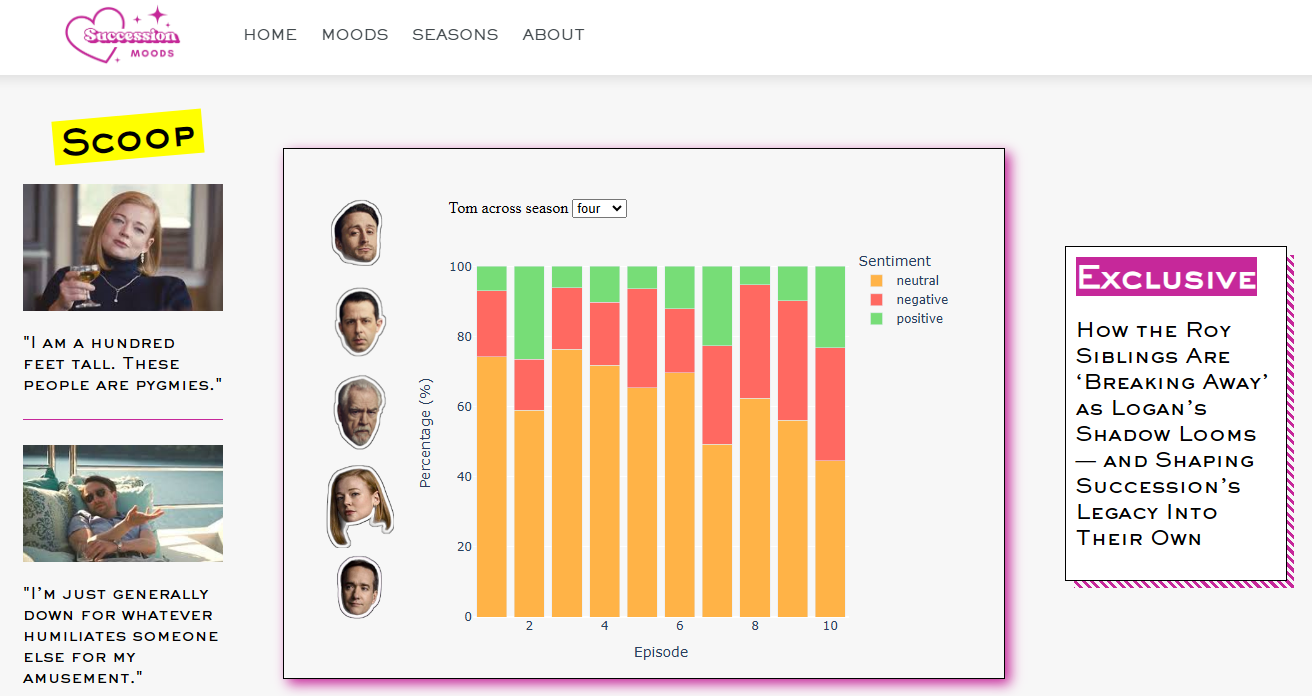 Succession
MOODS
HOME MOODS SEASONS ABOUT
SCOOP
"I AM A HUNDRED
FEET TALL. THESE
PEOPLE ARE PYGMIES."
"I'M JUST GENERALLY
DOWN FOR WHATEVER
HUMILIATES SOMEONE
ELSE FOR MY
AMUSEMENT."
Tom across season four
Sentiment
neutral
negative
positive
Percentage (%)
100
80
60
40
20
0
2 4 6 8 10
Episode
EXCLUSIVE
HOW THE ROY
SIBLINGS ARE
‘BREAKING AWAY’
AS LOGAN’S
SHADOW LOOMS
— AND SHAPING
SUCCESSION’S
LEGACY INTO
THEIR OWN